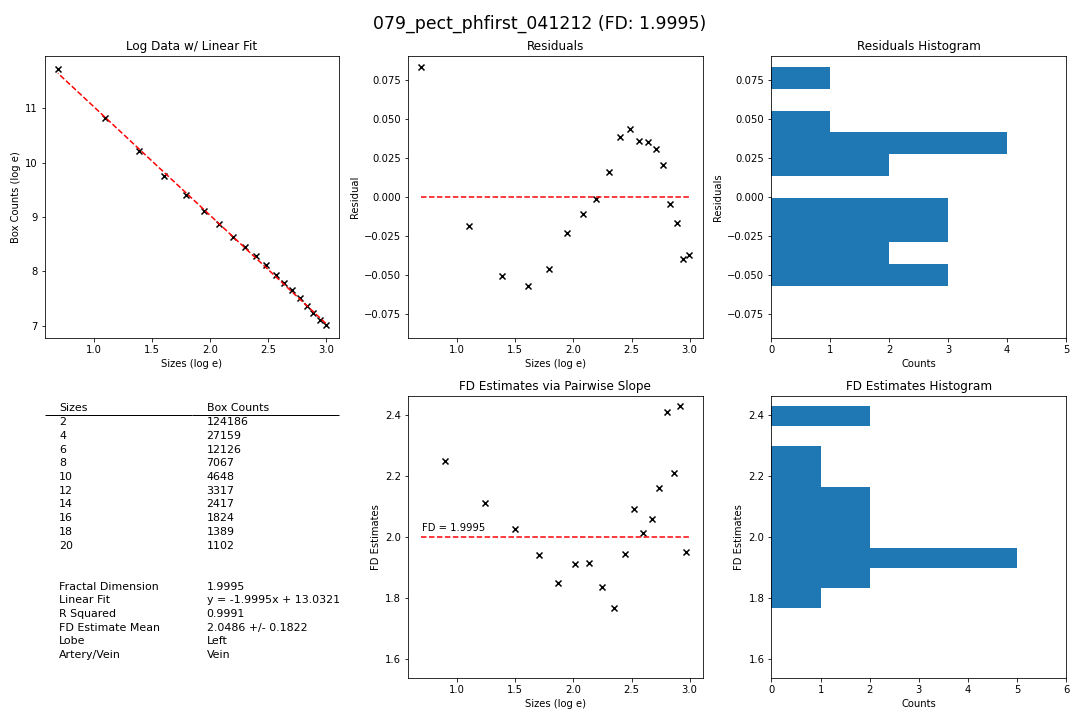 079_pect_phfirst_041212 (FD: 1.9995)
Log Data w/ Linear Fit
Box Counts (log e)
11
10
9
8
7
1.0 1.5 2.0 2.5 3.0
Sizes (log e)
Residuals
Residual
0.075
0.050
0.025
0.000
−0.025
−0.050
−0.075
1.0 1.5 2.0 2.5 3.0
Sizes (log e)
Residuals Histogram
Residuals
0.075
0.050
0.025
0.000
−0.025
−0.050
−0.075
0 1 2 3 4 5
Counts
Sizes Box Counts
2 124186
4 27159
6 12126
8 7067
10 4648
12 3317
14 2417
16 1824
18 1389
20 1102
Fractal Dimension 1.9995
Linear Fit y = -1.9995x + 13.0321
R Squared 0.9991
FD Estimate Mean 2.0486 +/- 0.1822
Lobe Left
Artery/Vein Vein
FD Estimates via Pairwise Slope
FD Estimates
2.4
2.2
2.0
1.8
1.6
FD = 1.9995
1.0 1.5 2.0 2.5 3.0
Sizes (log e)
FD Estimates Histogram
FD Estimates
2.4
2.2
2.0
1.8
1.6
0 1 2 3 4 5 6
Counts